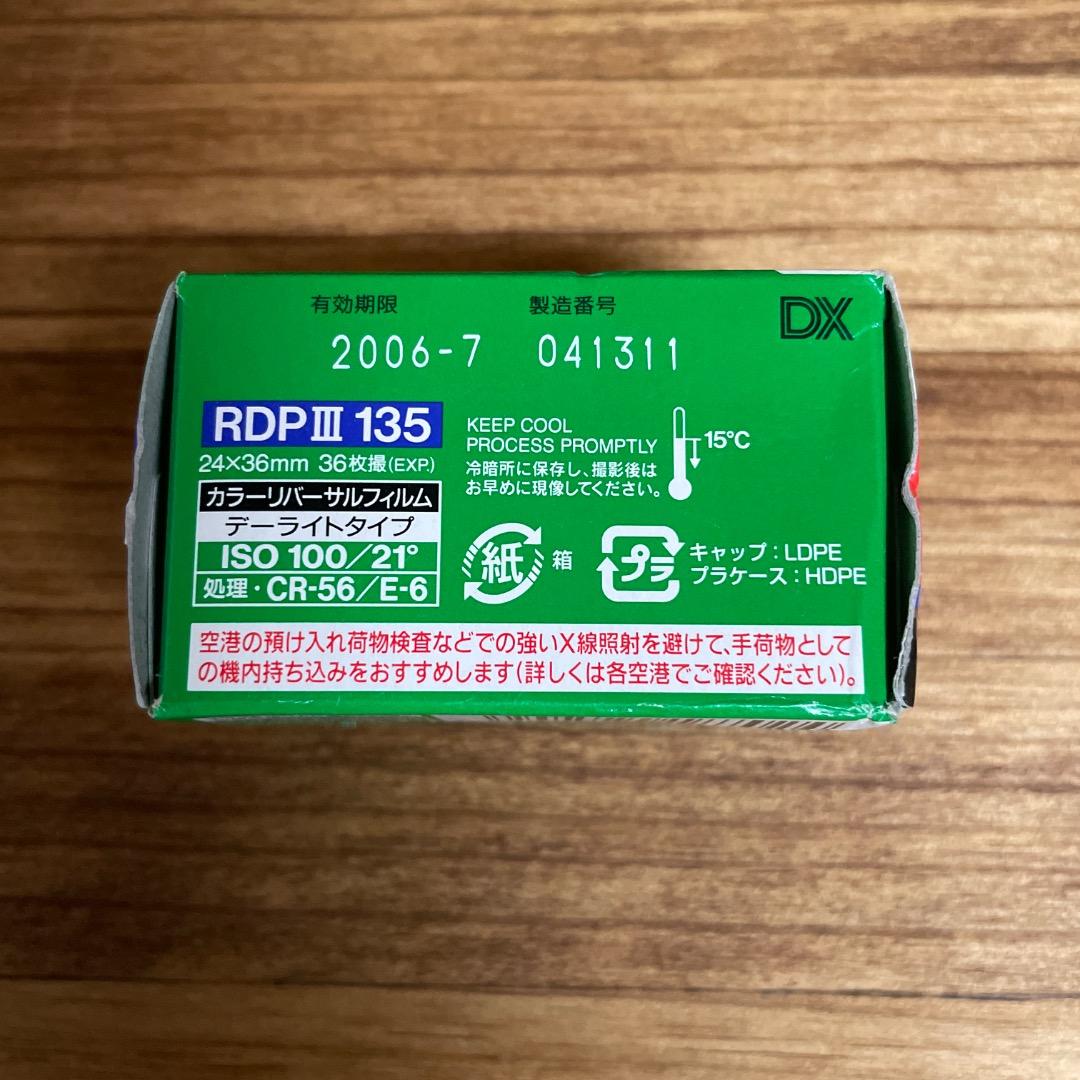 有効期限 製造番号 DX
2006-7 041311
RDPⅢ 135
24×36mm 36枚撮(EXP.)
カラーリバーサルフィルム
デーライトタイプ
ISO 100/21°
処理・CR-56/E-6
KEEP COOL
PROCESS PROMPTLY
冷暗所に保存し、撮影後は
お早めに現像してください。
15°C
紙 箱
プラ
キャップ:LDPE
プラケース:HDPE
空港の預け入れ荷物検査などでの強いX線照射を避けて、手荷物として
の機内持ち込みをおすすめします(詳しくは各空港でご確認ください)。